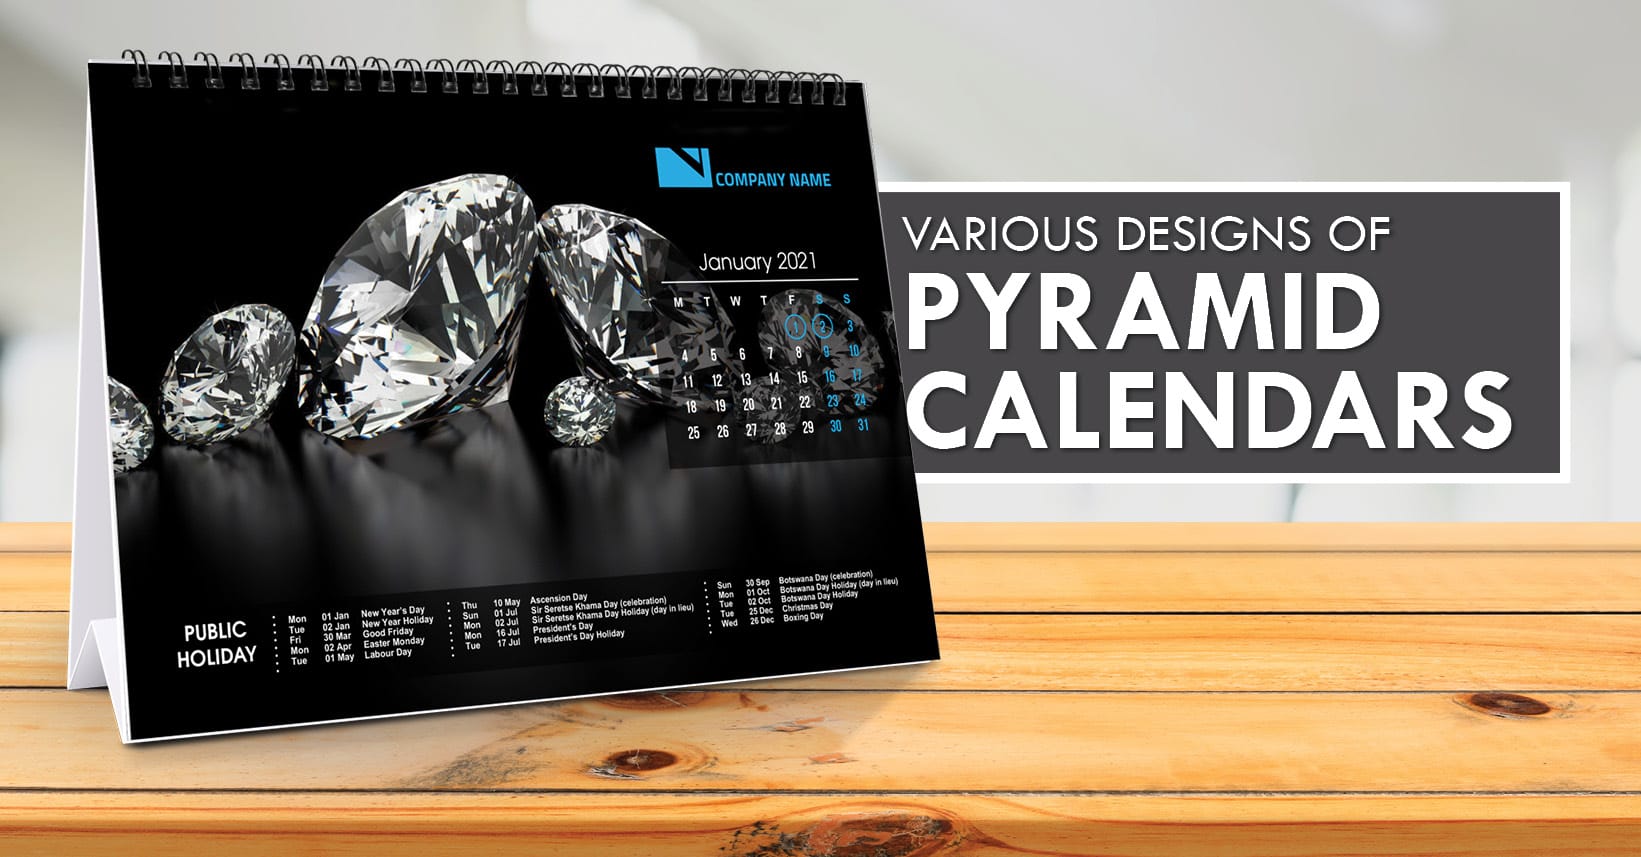 COMPANY NAME
January 2021
M T W T F S S
1 2 3
4 5 6 7 8 9 10
11 12 13 14 15 16 17
18 19 20 21 22 23 24
25 26 27 28 29 30 31
VARIOUS DESIGNS OF
PYRAMID
CALENDARS
PUBLIC
HOLIDAY
Mon 01 Jan New Year's Day
Tue 02 Jan New Year Holiday
Fri 30 Mar Good Friday
Mon 02 Apr Easter Monday
Tue 01 May Labour Day
Thu 10 May Ascension Day
Sun 01 Jul Sir Seretse Khama Day (celebration)
Mon 02 Jul Sir Seretse Khama Day Holiday (day in lieu)
Mon 16 Jul President's Day
Tue 17 Jul President's Day Holiday
Sun 30 Sep Botswana Day (celebration)
Mon 01 Oct Botswana Day Holiday (day in lieu)
Tue 02 Oct Botswana Day Holiday
Tue 25 Dec Christmas Day
Wed 26 Dec Boxing Day